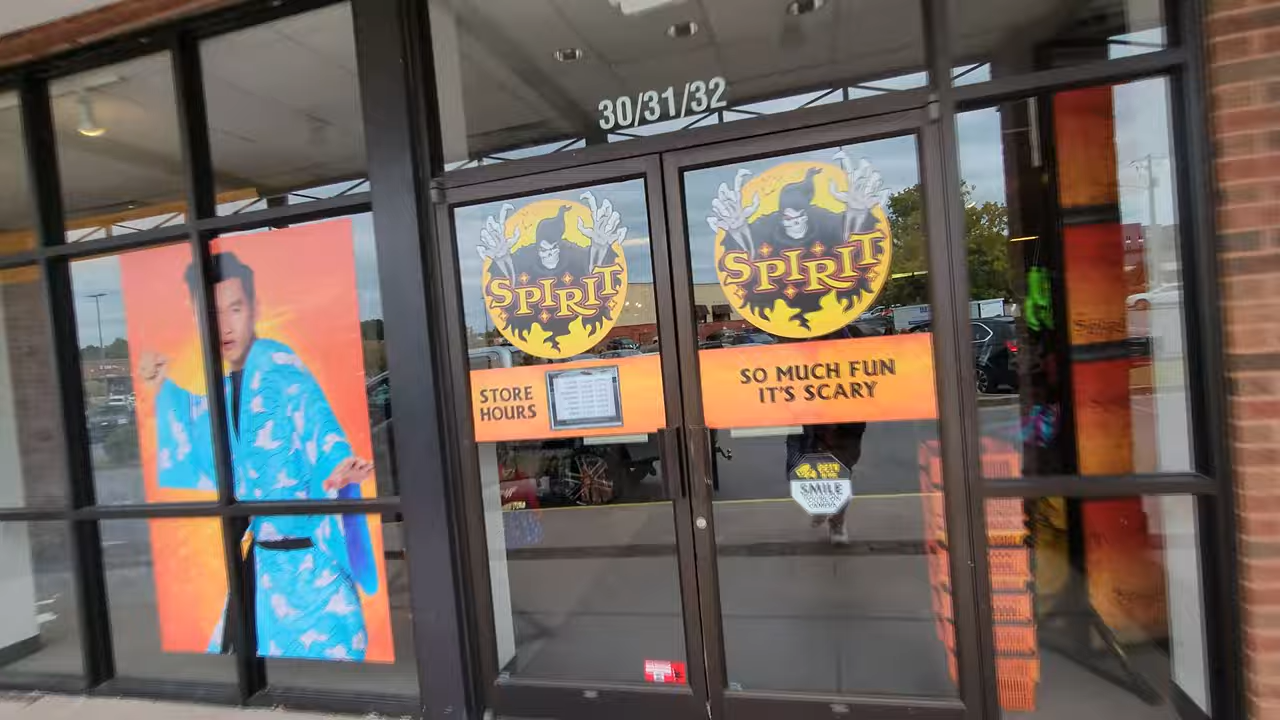 30/31/32
SPIRIT
SPIRIT
STORE
HOURS
SO MUCH FUN
IT'S SCARY
SMILE